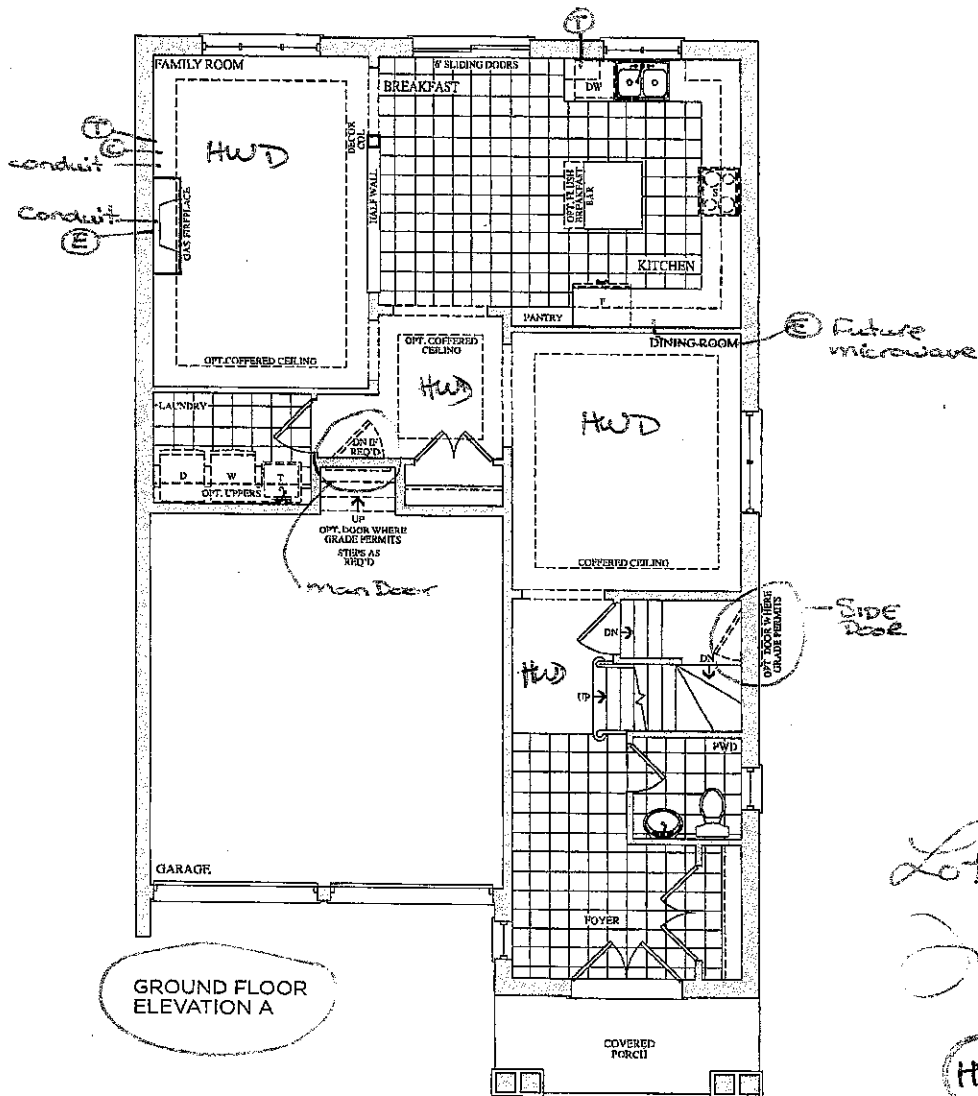 T
FAMILY ROOM
6' SLIDING DOORS
BREAKFAST
DW
T
C
conduit
HWD
DECOR
COL.
HALF WALL
OPT. FLUSH
BREAKFAST
BAR
Conduit
E
GAS FIREPLACE
KITCHEN
F
PANTRY
DINING ROOM
E Future
microwave
OPT. COFFERED CEILING
OPT. COFFERED
CEILING
HWD
HWD
LAUNDRY
DN IF
REQ'D
D
W
T
OPT. UPPERS
UP
OPT. DOOR WHERE
GRADE PERMITS
STEPS AS
REQ'D
man Door
COFFERED CEILING
DN
DN
OPT DOOR WHERE
GRADE PERMITS
SIDE
DOOR
HWD
UP
PWD
GARAGE
FOYER
Lot
GROUND FLOOR
ELEVATION A
COVERED
PORCH